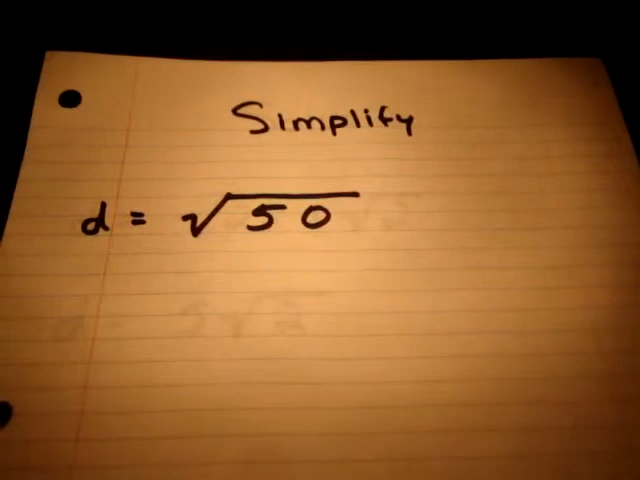 Simplify
d = √50